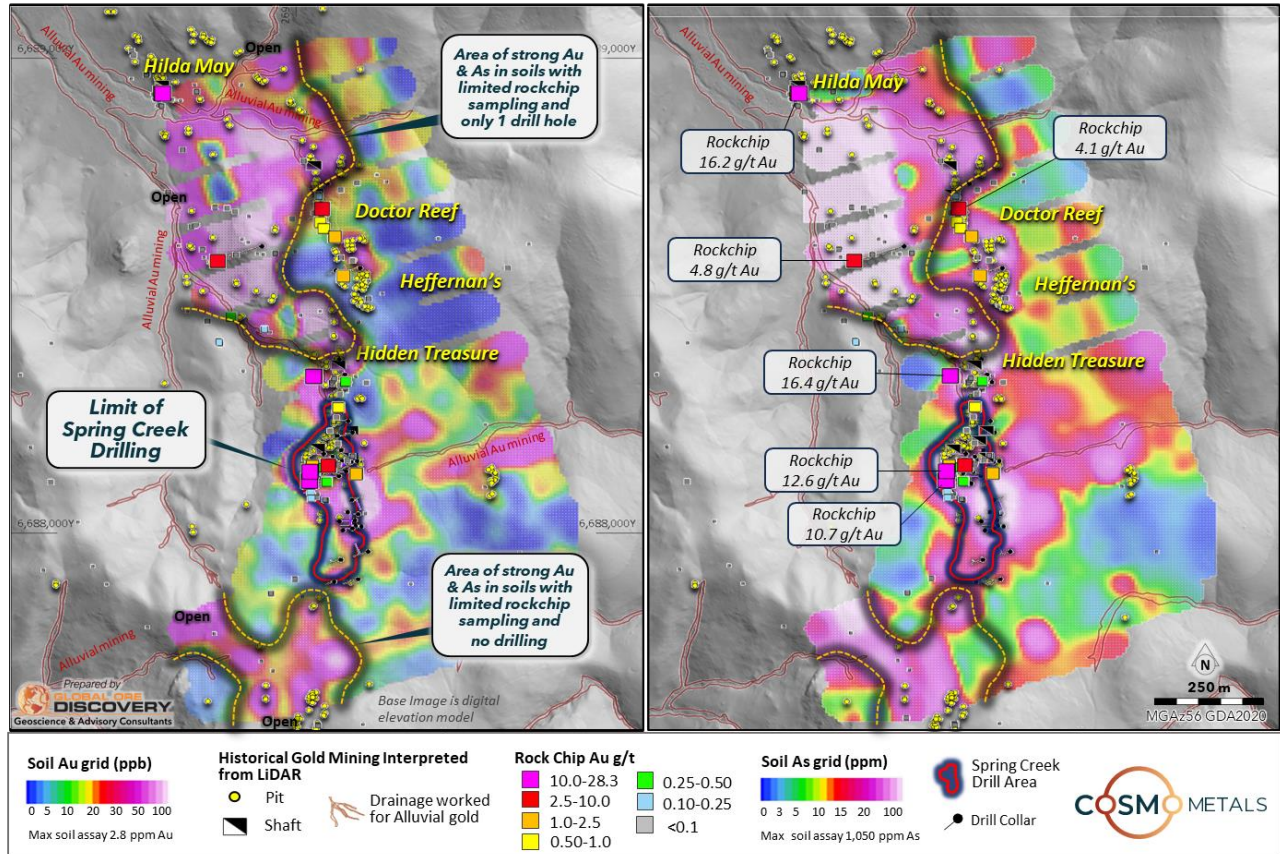 6,689,000Y
269
Open
Alluvial Au mining
Hilda May
Alluvial Au mining
Area of strong Au
& As in soils with
limited rockchip
sampling and
only 1 drill hole
Open
Doctor Reef
Alluvial Au mining
Heffernan's
Hidden Treasure
Limit of
Spring Creek
Drilling
Alluvial Au mining
6,688,000Y
Area of strong Au
& As in soils with
limited rockchip
sampling and
no drilling
Open
Alluvial mining
Open
Base Image is digital
elevation model
Prepared by
GLOBAL ORE
DISCOVERY
Geoscience & Advisory Consultants
9,000Y
Alluvial Au mining
Hilda May
Rockchip
16.2 g/t Au
Rockchip
4.1 g/t Au
Doctor Reef
Rockchip
4.8 g/t Au
Heffernan's
Hidden Treasure
Rockchip
16.4 g/t Au
Rockchip
12.6 g/t Au
Rockchip
10.7 g/t Au
6,688,000Y
N
250 m
MGAz56 GDA2020
Soil Au grid (ppb)
0 5 10 20 30 50 100
Max soil assay 2.8 ppm Au
Historical Gold Mining Interpreted
from LiDAR
Pit
Shaft
Drainage worked
for Alluvial gold
Rock Chip Au g/t
10.0-28.3
2.5-10.0
1.0-2.5
0.50-1.0
0.25-0.50
0.10-0.25
<0.1
Soil As grid (ppm)
0 3 5 10 15 20 100
Max soil assay 1,050 ppm As
Spring Creek
Drill Area
Drill Collar
COSMO METALS